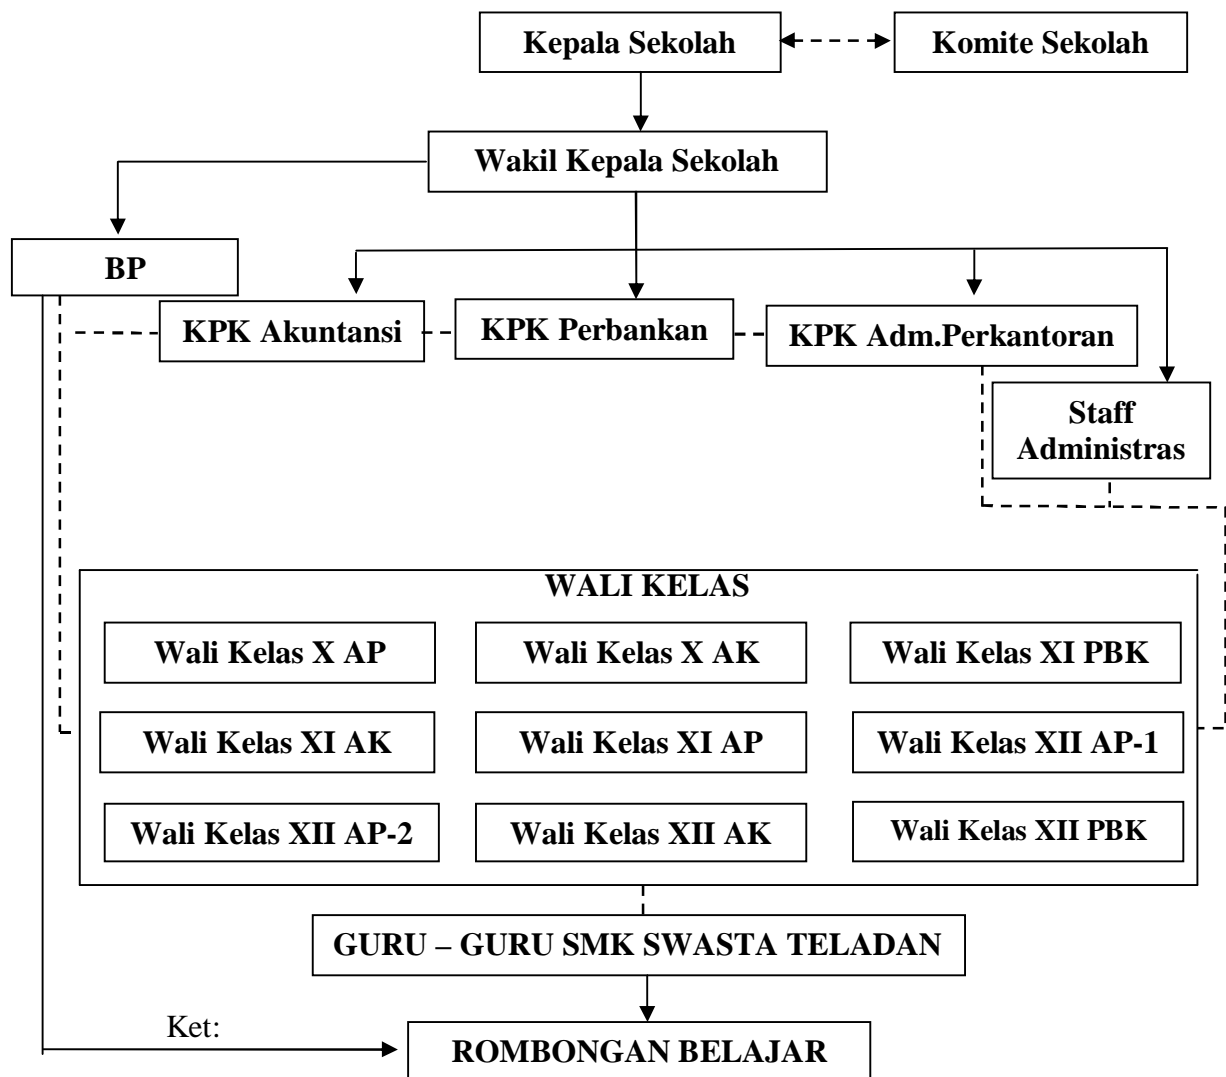 Kepala Sekolah
Komite Sekolah
Wakil Kepala Sekolah
BP
KPK Akuntansi
KPK Perbankan
KPK Adm.Perkantoran
Staff
Administras
WALI KELAS
Wali Kelas X AP
Wali Kelas X AK
Wali Kelas XI PBK
Wali Kelas XI AK
Wali Kelas XI AP
Wali Kelas XII AP-1
Wali Kelas XII AP-2
Wali Kelas XII AK
Wali Kelas XII PBK
GURU – GURU SMK SWASTA TELADAN
Ket:
ROMBONGAN BELAJAR